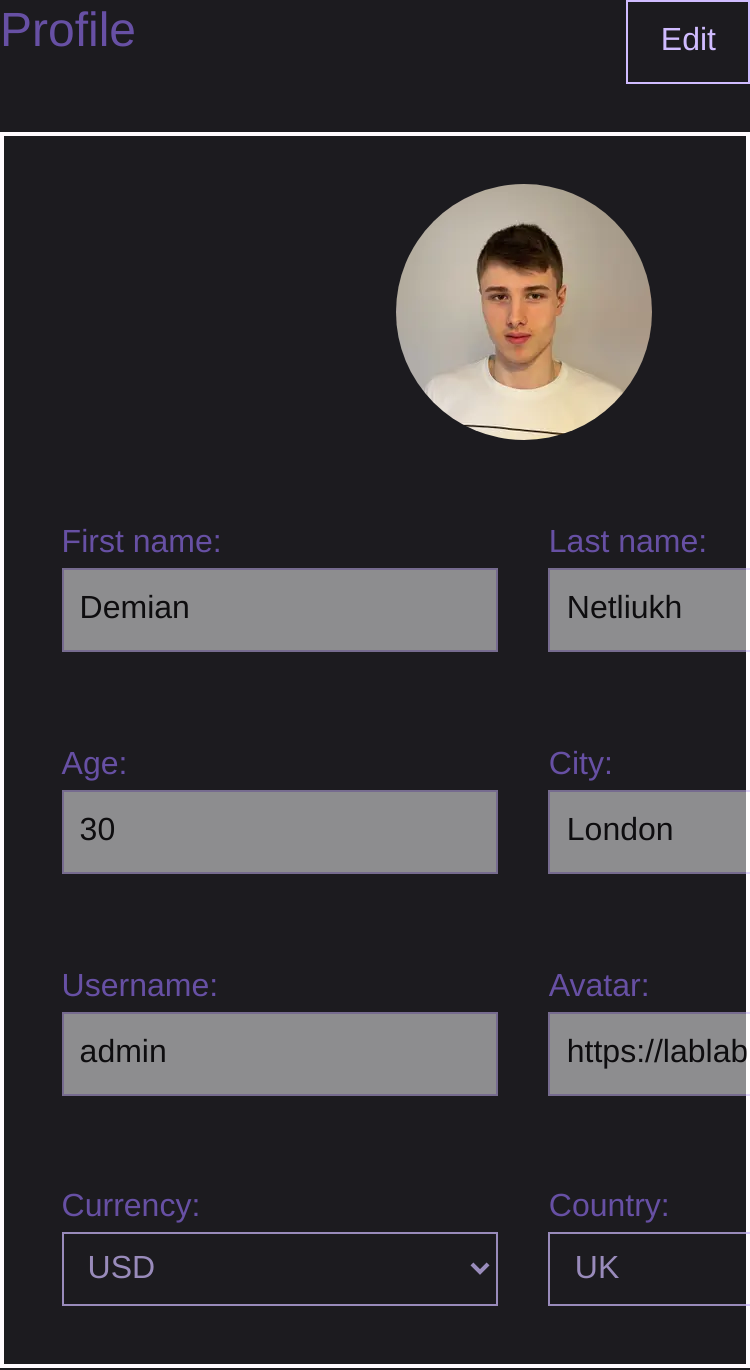 Profile
Edit
First name:
Last name:
Demian
Netliukh
Age:
City:
30
London
Username:
Avatar:
admin
https://lablab
Currency:
Country:
USD
UK